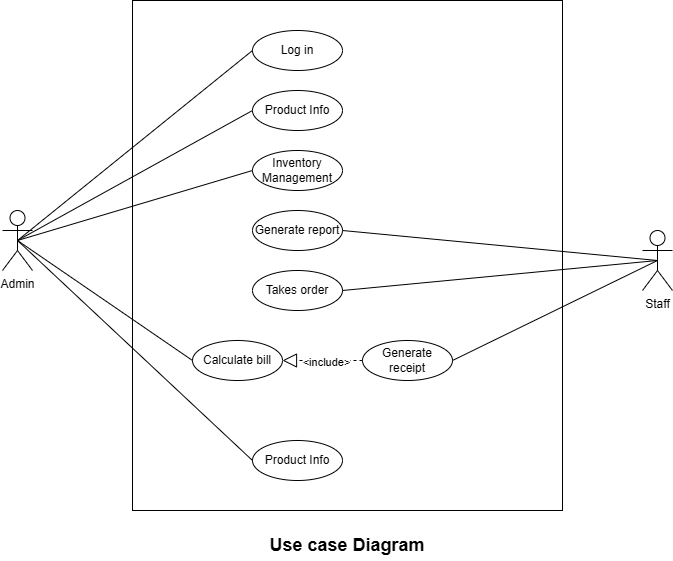 Log in
Product Info
Inventory
Management
Generate report
Admin
Takes order
Staff
Calculate bill
<include>
Generate
receipt
Product Info
Use case Diagram